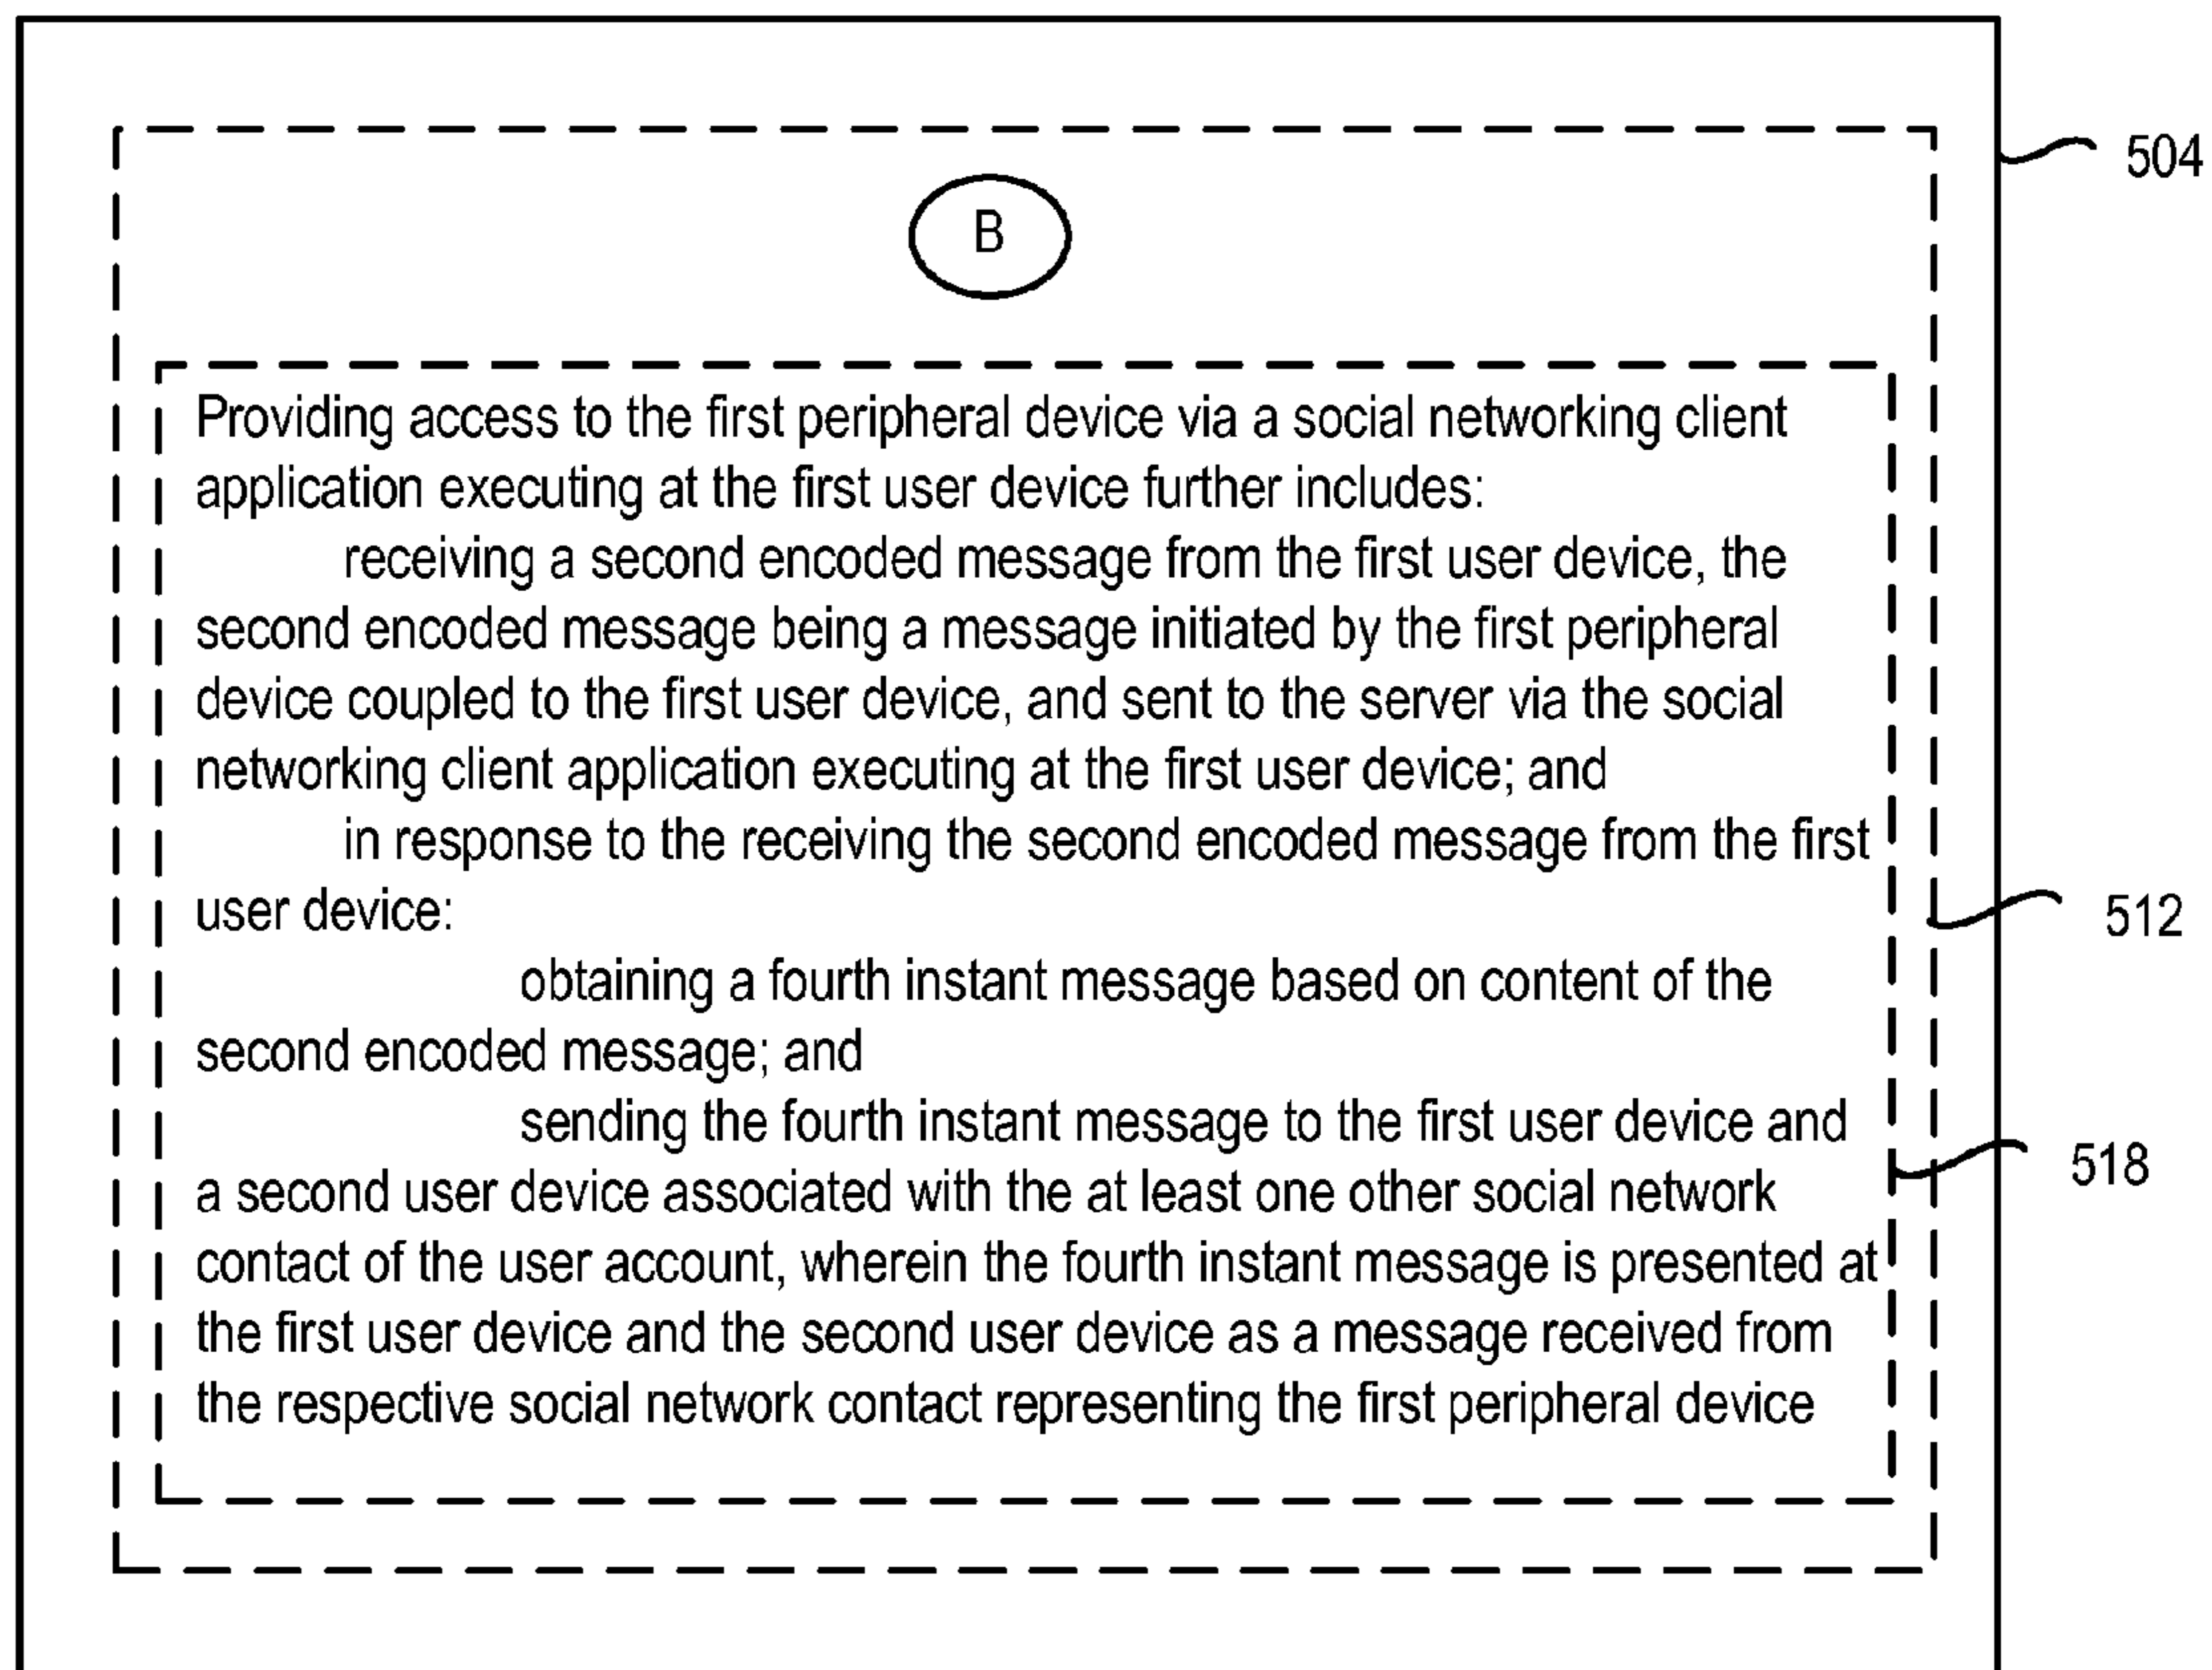 504
B
Providing access to the first peripheral device via a social networking client
application executing at the first user device further includes:
receiving a second encoded message from the first user device, the
second encoded message being a message initiated by the first peripheral
device coupled to the first user device, and sent to the server via the social
networking client application executing at the first user device; and
in response to the receiving the second encoded message from the first
user device:
512
obtaining a fourth instant message based on content of the
second encoded message; and
sending the fourth instant message to the first user device and
518
a second user device associated with the at least one other social network
contact of the user account, wherein the fourth instant message is presented at
the first user device and the second user device as a message received from
the respective social network contact representing the first peripheral device